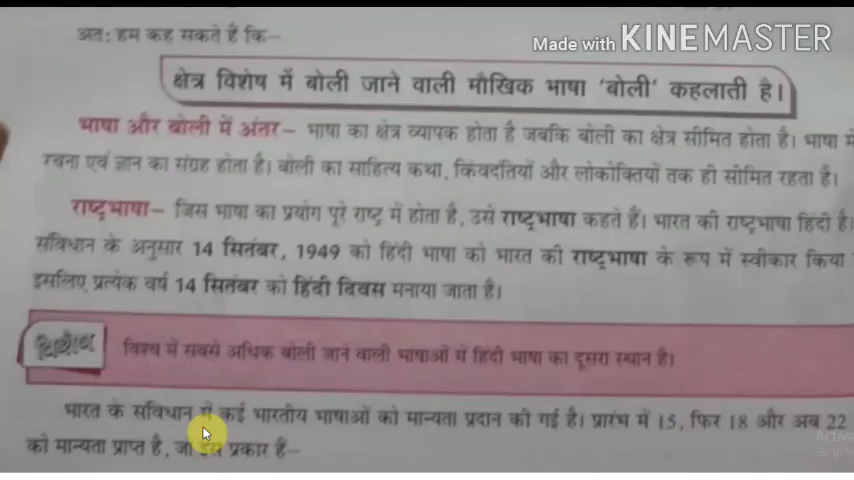 अत: हम कह सकते हैं कि–
Made with KINEMASTER
क्षेत्र विशेष में बोली जाने वाली मौखिक भाषा 'बोली' कहलाती है।
भाषा और बोली में अंतर– भाषा का क्षेत्र व्यापक होता है जबकि बोली का क्षेत्र सीमित होता है। भाषा में
रचना एवं ज्ञान का संग्रह होता है। बोली का साहित्य कथा, किंवदंतियों और लोकोक्तियों तक ही सीमित रहता है।
राष्ट्रभाषा– जिस भाषा का प्रयोग पूरे राष्ट्र में होता है, उसे राष्ट्रभाषा कहते हैं। भारत की राष्ट्रभाषा हिंदी है।
संविधान के अनुसार 14 सितंबर, 1949 को हिंदी भाषा को भारत की राष्ट्रभाषा के रूप में स्वीकार किया
इसलिए प्रत्येक वर्ष 14 सितंबर को हिंदी दिवस मनाया जाता है।
विशेष
विश्व में सबसे अधिक बोली जाने वाली भाषाओं में हिंदी भाषा का दूसरा स्थान है।
भारत के संविधान में कई भारतीय भाषाओं को मान्यता प्रदान की गई है। प्रारंभ में 15, फिर 18 और अब 22
को मान्यता प्राप्त है, जो इस प्रकार हैं–